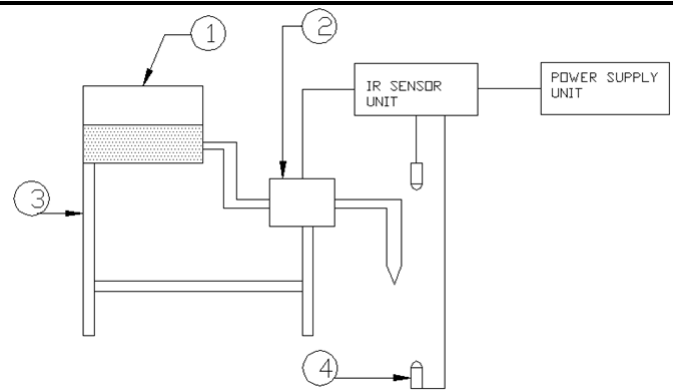 1
2
IR SENSOR
UNIT
POWER SUPPLY
UNIT
3
4